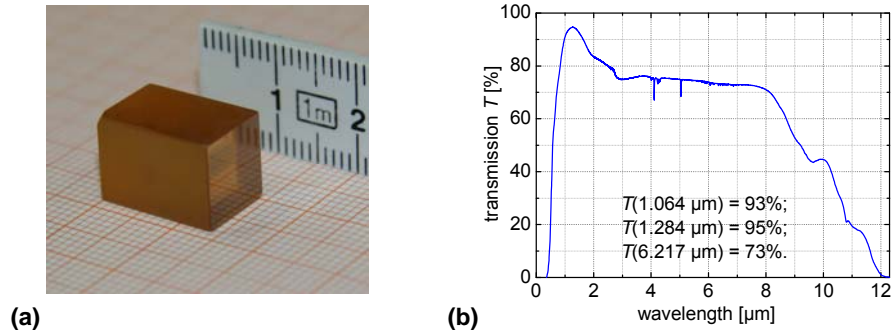 1
1m
2
(a)
100
80
60
40
20
0
transmission T [%]
T(1.064 µm) = 93%;
T(1.284 µm) = 95%;
T(6.217 µm) = 73%.
0 2 4 6 8 10 12
wavelength [µm]
(b)